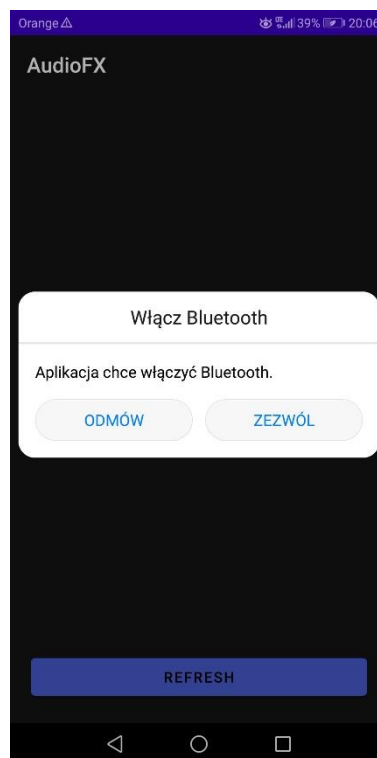 Orange 39% 20:06
AudioFX
Włącz Bluetooth
Aplikacja chce włączyć Bluetooth.
ODMÓW ZEZWÓL
REFRESH